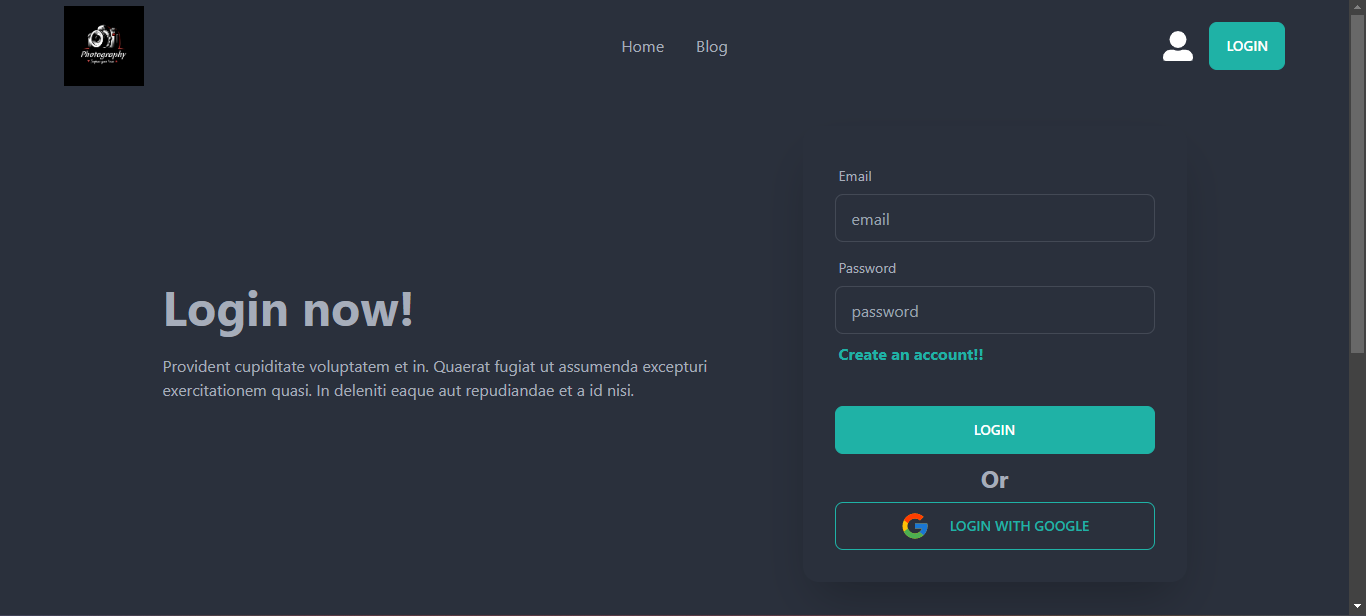 Photography
Home
Blog
LOGIN
Email
email
Password
password
Create an account!!
Login now!
Provident cupiditate voluptatem et in. Quaerat fugiat ut assumenda excepturi
exercitationem quasi. In deleniti eaque aut repudiandae et a id nisi.
LOGIN
Or
LOGIN WITH GOOGLE